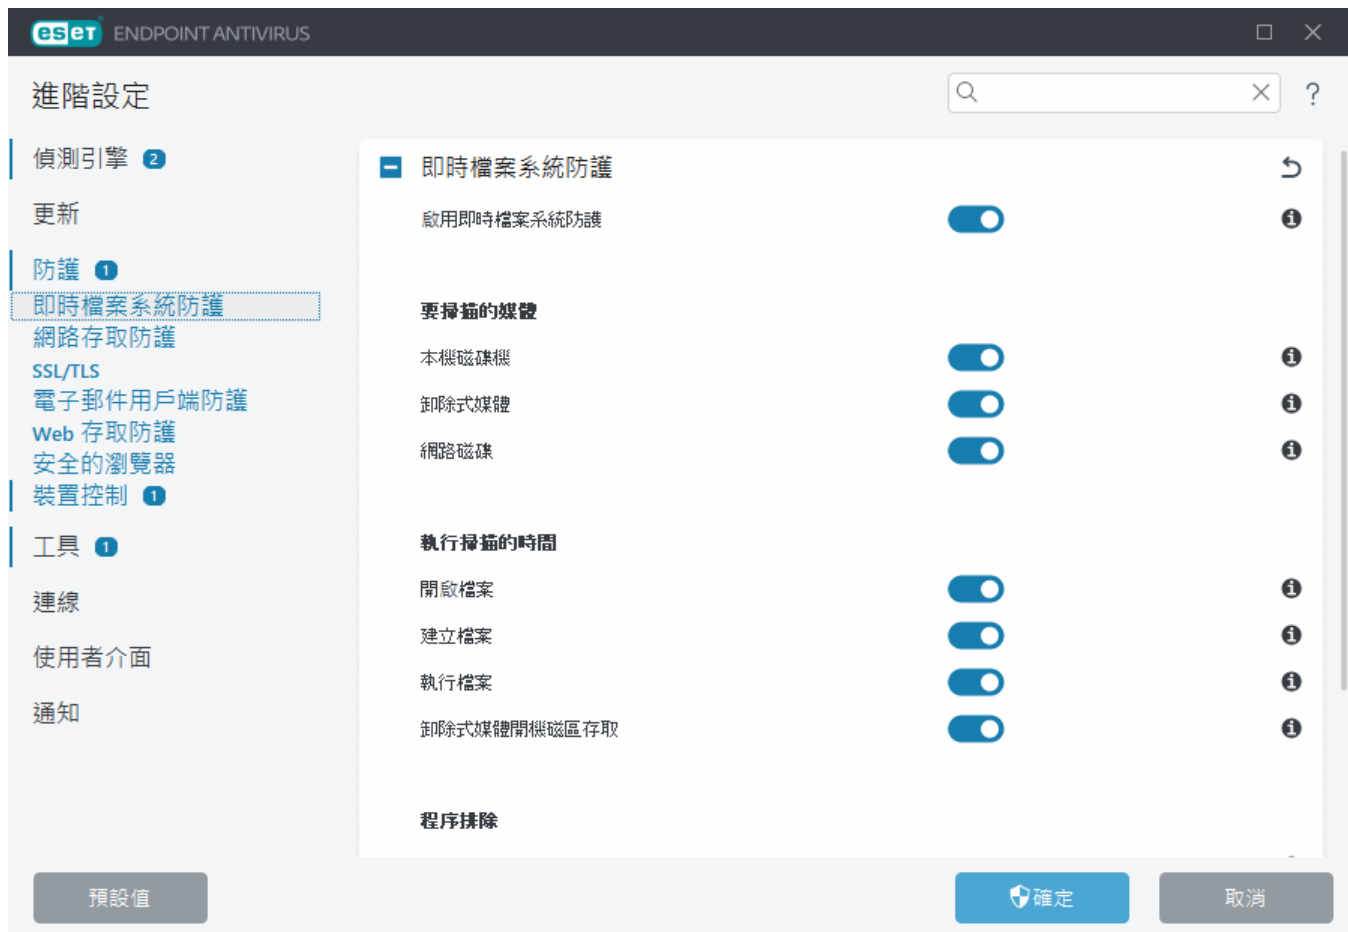 eset ENDPOINT ANTIVIRUS
進階設定
?
偵測引擎 2
更新
防護 1
即時檔案系統防護
網路存取防護
SSL/TLS
電子郵件用戶端防護
Web 存取防護
安全的瀏覽器
裝置控制 1
工具 1
連線
使用者介面
通知
即時檔案系統防護
啟用即時檔案系統防護
要掃描的媒體
本機磁碟機
卸除式媒體
網路磁碟
執行掃描的時間
開啟檔案
建立檔案
執行檔案
卸除式媒體開機磁區存取
程序排除
預設值
確定
取消